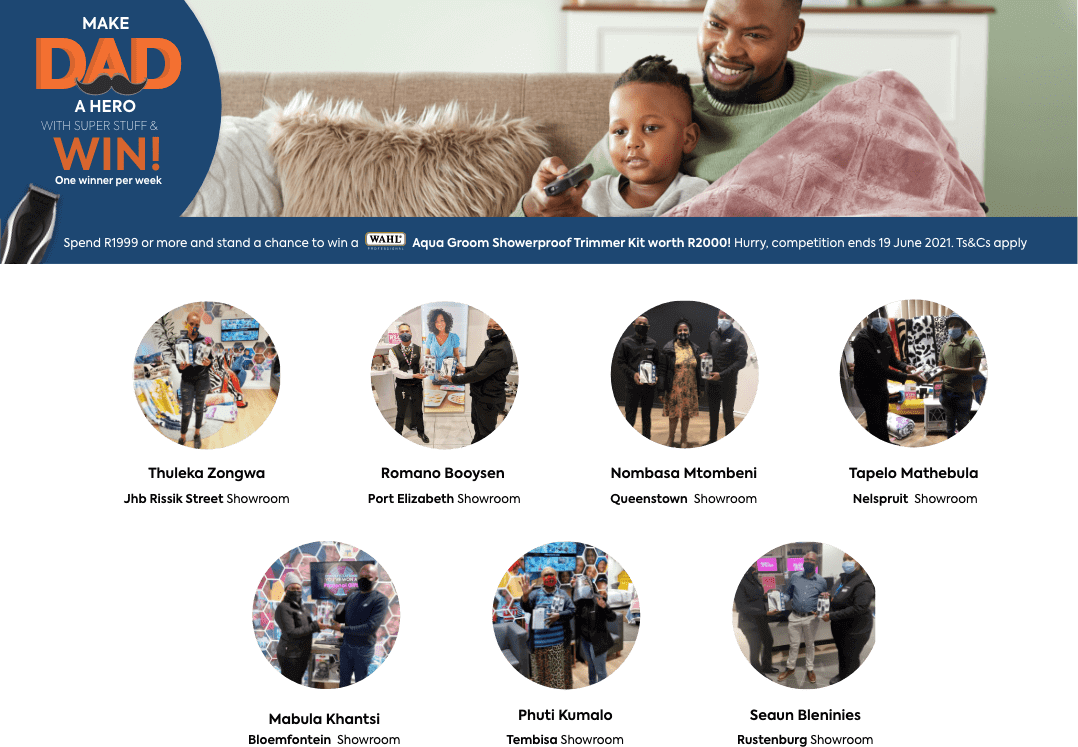 MAKE
DAD
A HERO
WITH SUPER STUFF &
WIN!
One winner per week
Spend R1999 or more and stand a chance to win a WAHL PROFESSIONAL Aqua Groom Showerproof Trimmer Kit worth R2000! Hurry, competition ends 19 June 2021. Ts&Cs apply
Thuleka Zongwa
Jhb Rissik Street Showroom
Romano Booysen
Port Elizabeth Showroom
Nombasa Mtombeni
Queenstown Showroom
Tapelo Mathebula
Nelspruit Showroom
Mabula Khantsi
Bloemfontein Showroom
Phuti Kumalo
Tembisa Showroom
Seaun Bleninies
Rustenburg Showroom